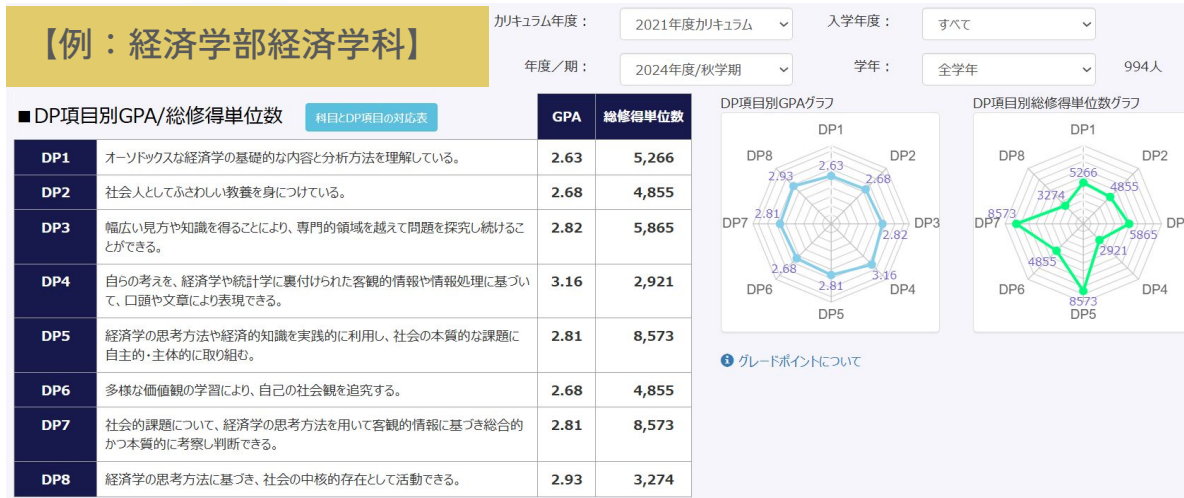 【例：経済学部経済学科】
カリキュラム年度： 2021年度カリキュラム 入学年度： すべて
年度／期： 2024年度/秋学期 学年： 全学年 994人
■DP項目別GPA/総修得単位数 科目とDP項目の対応表
GPA 総修得単位数
DP1 オーソドックスな経済学の基礎的な内容と分析方法を理解している。 2.63 5,266
DP2 社会人としてふさわしい教養を身につけている。 2.68 4,855
DP3 幅広い見方や知識を得ることにより、専門的領域を越えて問題を探究し続けるこ
とができる。 2.82 5,865
DP4 自らの考えを、経済学や統計学に裏付けられた客観的情報や情報処理に基づい
て、口頭や文章により表現できる。 3.16 2,921
DP5 経済学の思考方法や経済的知識を実践的に利用し、社会の本質的な課題に
自主的・主体的に取り組む。 2.81 8,573
DP6 多様な価値観の学習により、自己の社会観を追究する。 2.68 4,855
DP7 社会的課題について、経済学の思考方法を用いて客観的情報に基づき総合的
かつ本質的に考察し判断できる。 2.81 8,573
DP8 経済学の思考方法に基づき、社会の中核的存在として活動できる。 2.93 3,274
DP項目別GPAグラフ
DP1
DP8 2.63 DP2
2.93 2.68
DP7 2.81 2.82 DP3
2.68 3.16
DP6 2.81 DP4
DP5
DP項目別総修得単位数グラフ
DP1
DP8 5266 DP2
3274 4855
DP7 8573 5865 DP
4855 2921
DP6 8573 DP4
DP5
グレードポイントについて